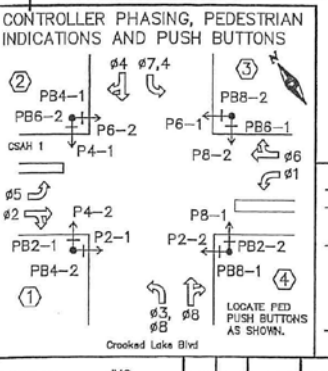 CONTROLLER PHASING, PEDESTRIAN
INDICATIONS AND PUSH BUTTONS
2
ø4 ø7,4
3
PB4-1
PB6-2
P6-2
P4-1
CSAH 1
PB8-2
P6-1
PB6-1
P8-2
ø6
ø1
ø5
ø2
P4-2
PB2-1
P2-1
PB4-2
P8-1
P2-2
PB2-2
PB8-1
1
4
ø3,
ø8
ø8
LOCATE PED
PUSH BUTTONS
AS SHOWN.
Crooked Lake Blvd